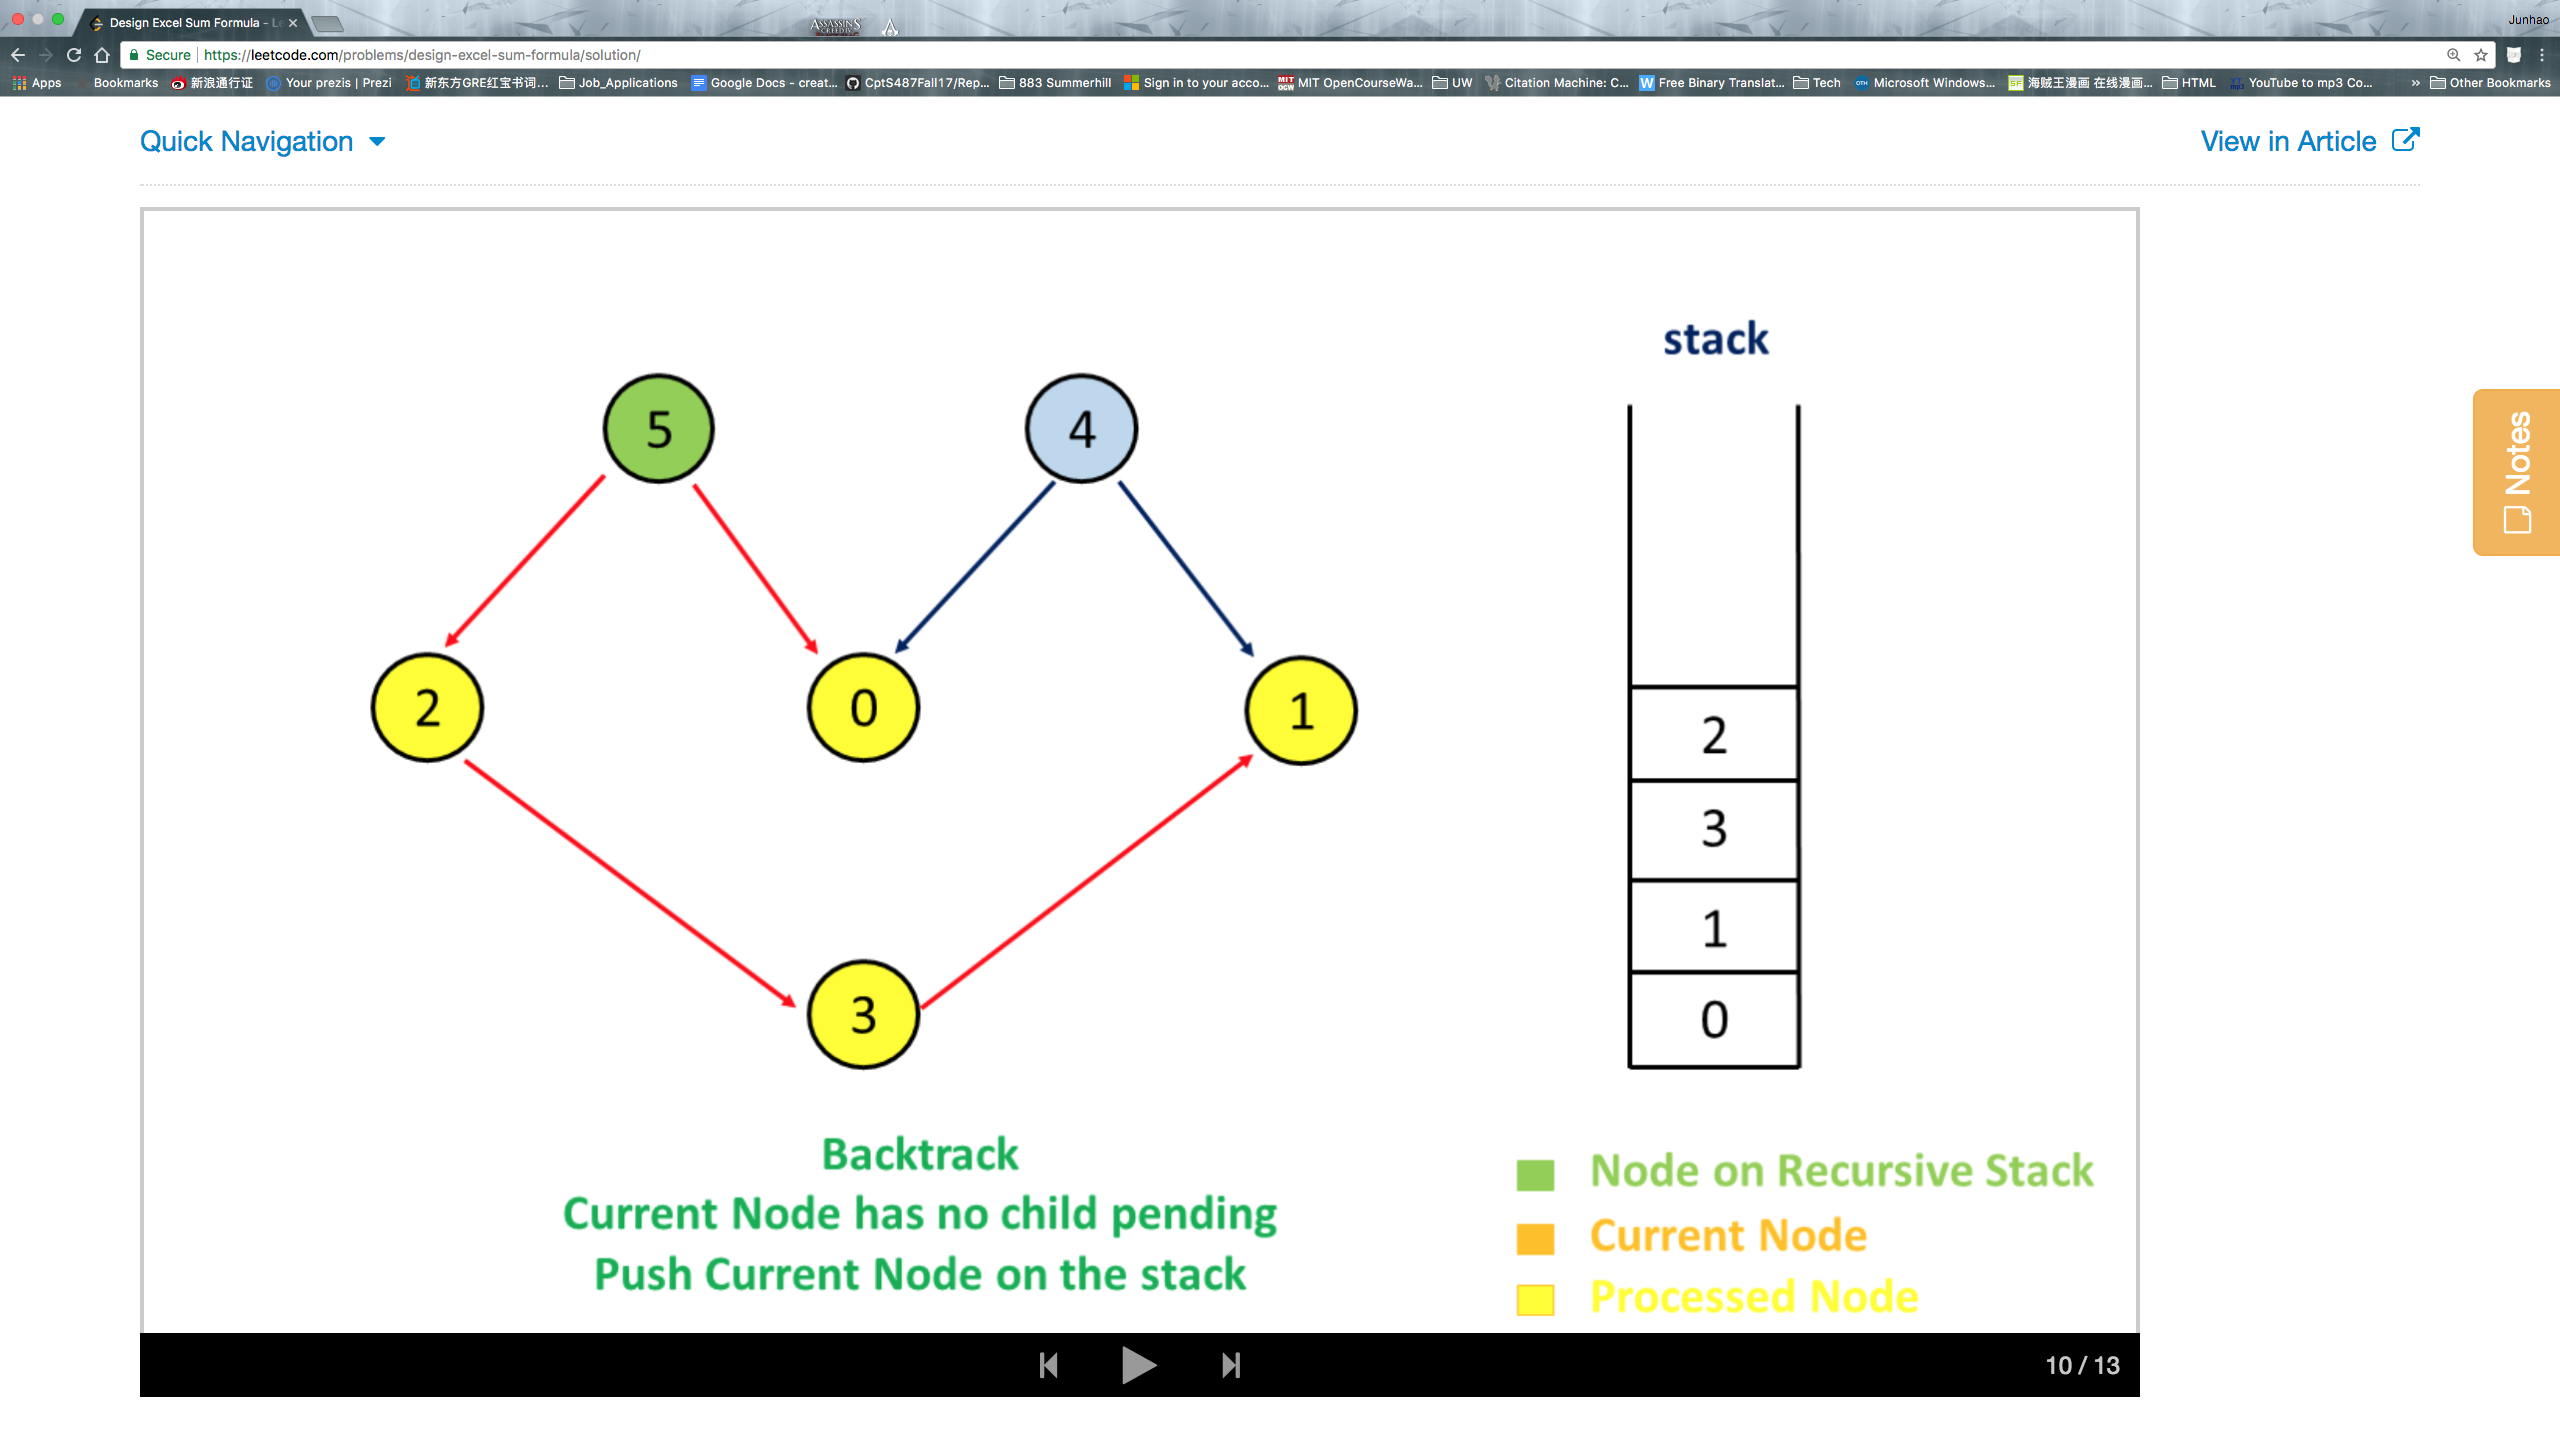 Design Excel Sum Formula - Le
ASSASSIN'S
Junhao
Secure
https://leetcode.com/problems/design-excel-sum-formula/solution/
Apps
Bookmarks
新浪通行证
Your prezis | Prezi
新东方GRE红宝书词...
Job_Applications
Google Docs - creat...
CptS487Fall17/Rep...
883 Summerhill
Sign in to your acco...
MIT OpenCourseWa...
UW
Citation Machine: C...
Free Binary Translat...
Tech
Microsoft Windows...
海贼王漫画 在线漫画...
HTML
YouTube to mp3 Co...
»
Other Bookmarks
Quick Navigation
View in Article
Notes
stack
5
4
2
0
1
3
2
3
1
0
Backtrack
Current Node has no child pending
Push Current Node on the stack
Node on Recursive Stack
Current Node
Processed Node
10 / 13